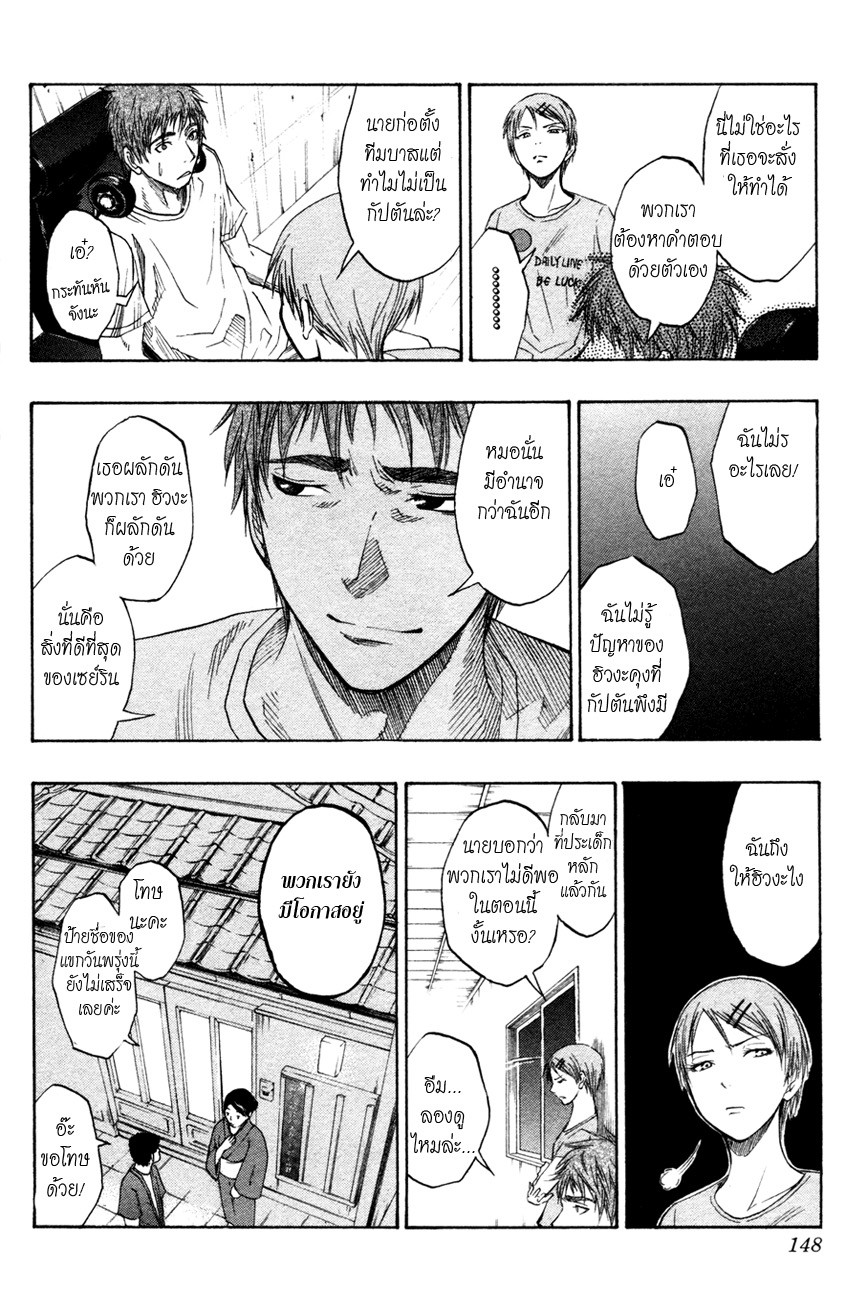 นี่ไม่ใช่อะไร
ที่เธอจะสั่ง
ให้ทำได้
พวกเรา
ต้องหาคำตอบ
ด้วยตัวเอง
DAILY LINE
BE LUCK
นายก่อตั้ง
ทีมบาสแต่
ทำไมไม่เป็น
กัปตันล่ะ?
เอ๋?
กระทันหัน
จังนะ
ฉันไม่ร
อะไรเลย!
เอ๋
ฉันไม่รู้
ปัญหาของ
ฮิวงะคุงที่
กัปตันพึงมี
หมอนั่น
มีอำนาจ
กว่าฉันอีก
เธอผลักดัน
พวกเรา ฮิวงะ
ก็ผลักดัน
ด้วย
นั่นคือ
สิ่งที่ดีที่สุด
ของเซย์ริน
ฉันถึง
ให้ฮิวงะไง
กลับมา
ที่ประเด็ก
หลัก
แล้วกัน
นายบอกว่า
พวกเราไม่ดีพอ
ในตอนนี้
งั้นเหรอ?
อืม...
ลองดู
ไหมล่ะ...
พวกเรายัง
มีโอกาสอยู่
โทษ
นะคะ
ป้ายชื่อของ
แขกวันพรุ่งนี้
ยังไม่เสร็จ
เลยค่ะ
อ๊ะ
ขอโทษ
ด้วย!
148